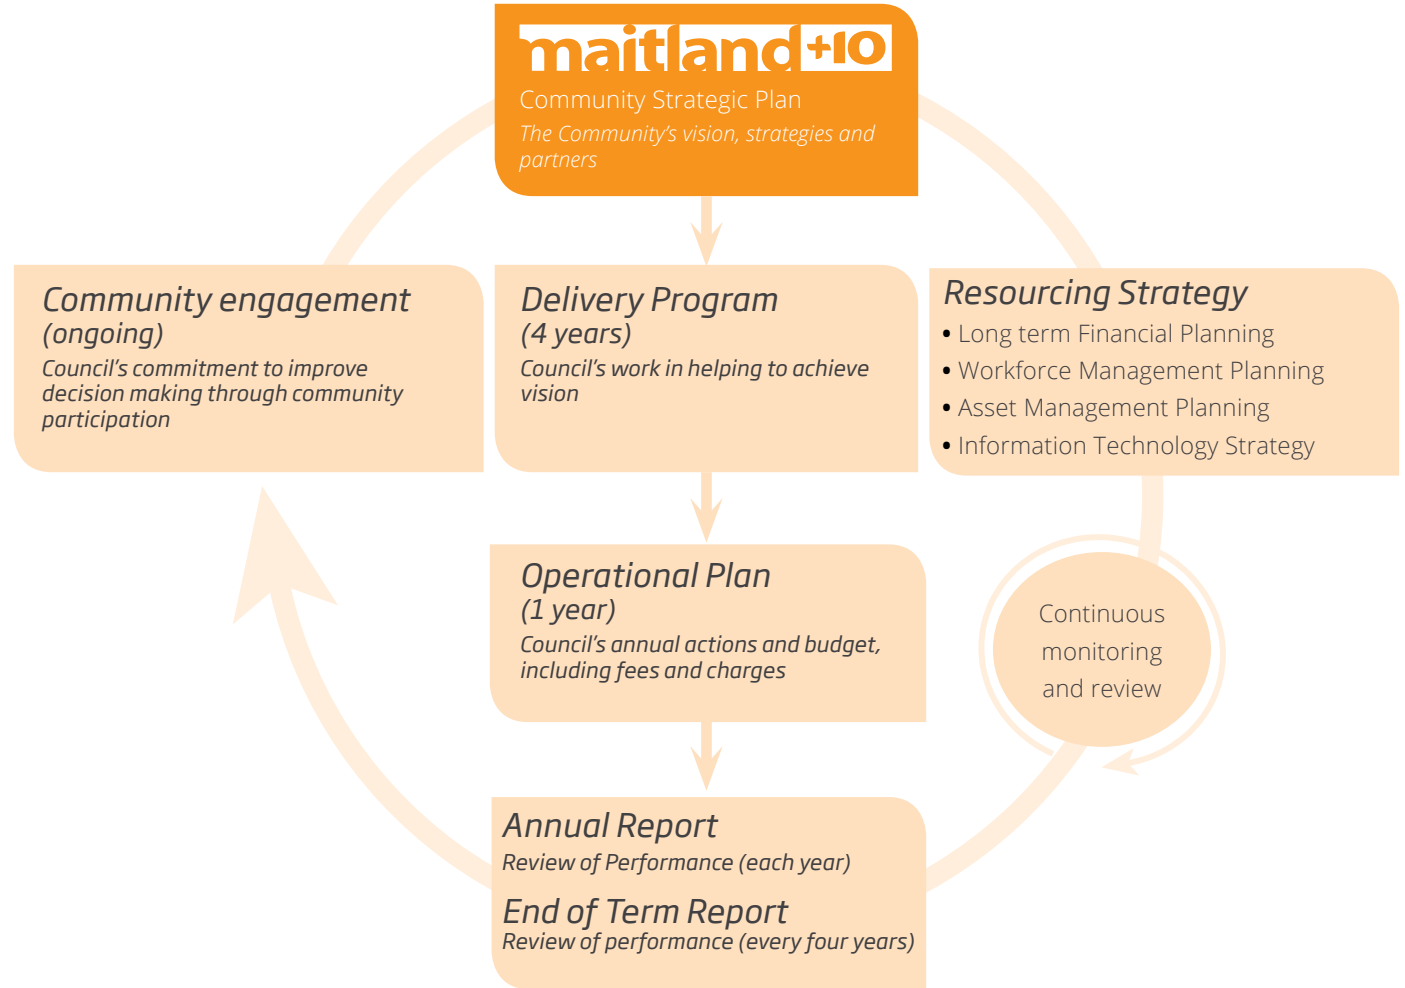 maitland+10
Community Strategic Plan
The Community's vision, strategies and
partners
Community engagement
(ongoing)
Council's commitment to improve
decision making through community
participation
Delivery Program
(4 years)
Council's work in helping to achieve
vision
Resourcing Strategy
• Long term Financial Planning
• Workforce Management Planning
• Asset Management Planning
• Information Technology Strategy
Operational Plan
(1 year)
Council's annual actions and budget,
including fees and charges
Continuous
monitoring
and review
Annual Report
Review of Performance (each year)
End of Term Report
Review of performance (every four years)